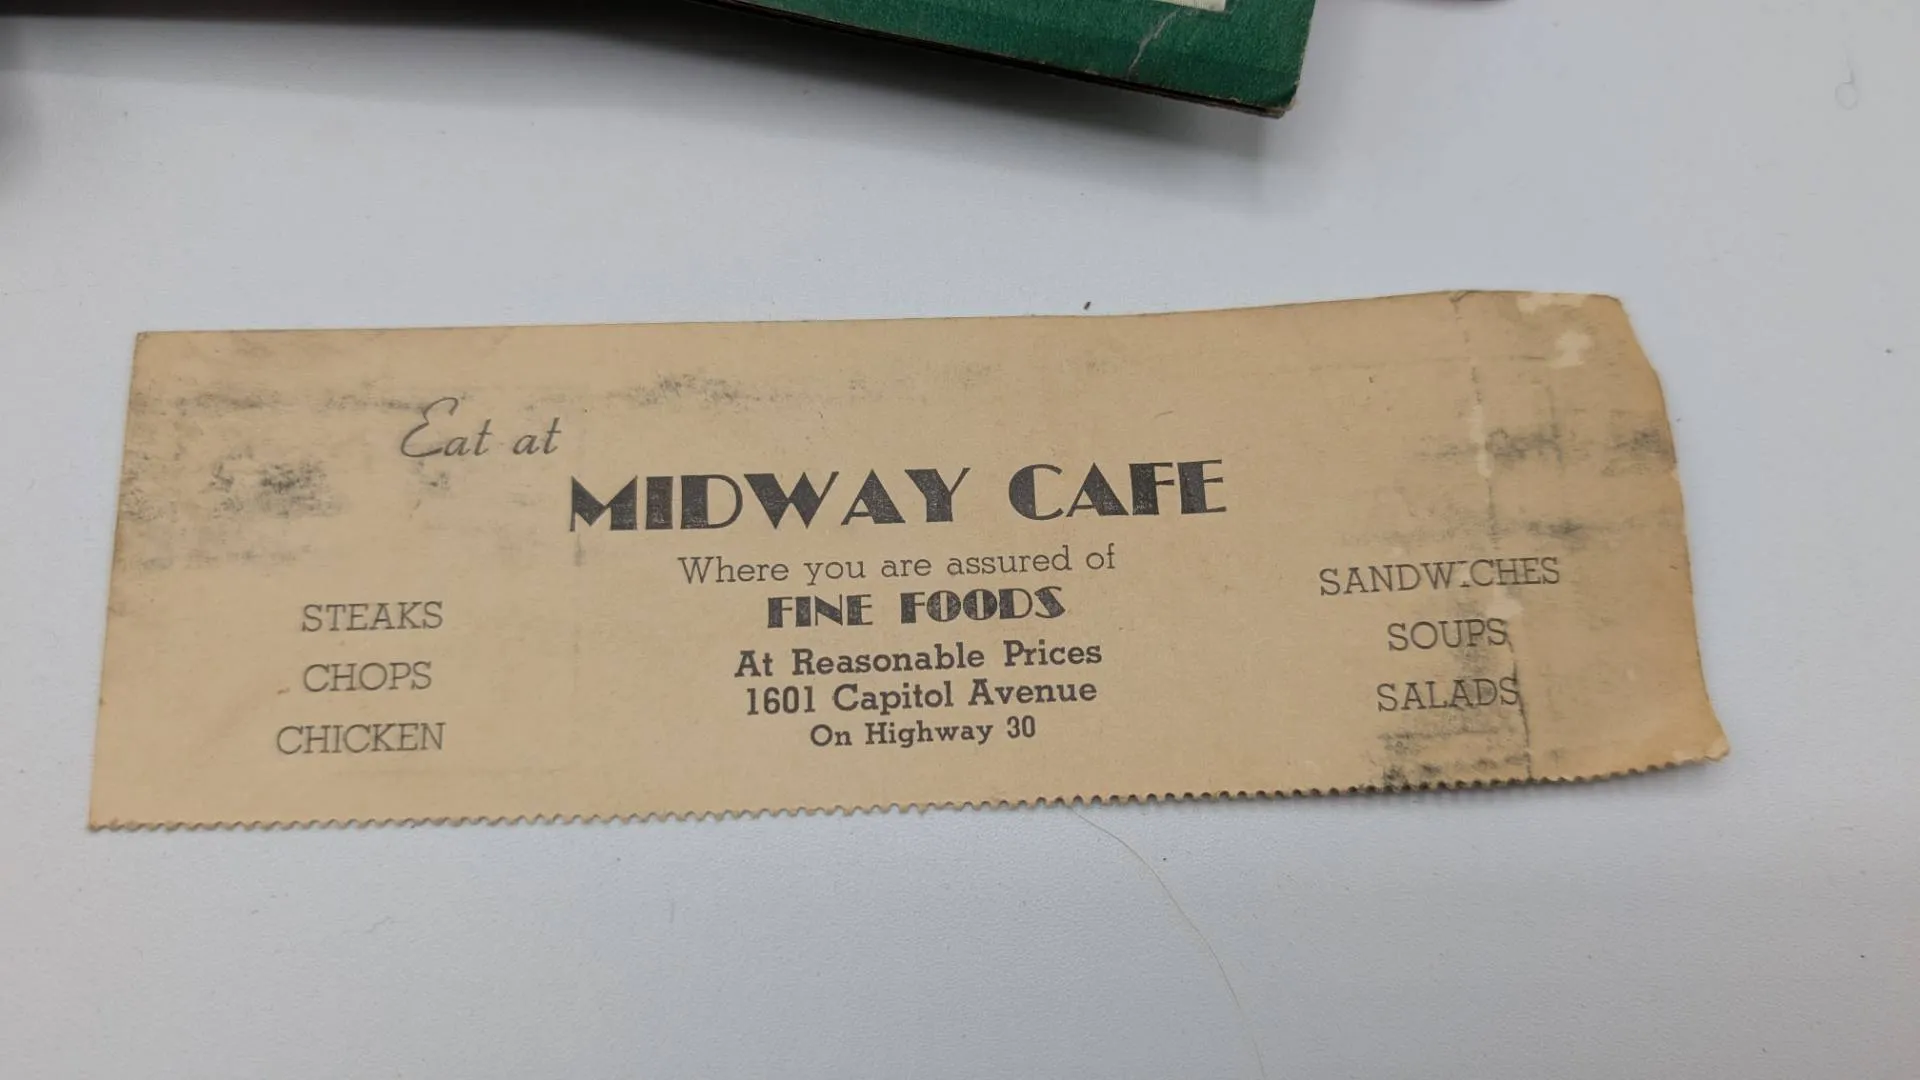 Eat at
MIDWAY CAFE
Where you are assured of
FINE FOODS
At Reasonable Prices
1601 Capitol Avenue
On Highway 30
STEAKS
CHOPS
CHICKEN
SANDWICHES
SOUPS
SALADS